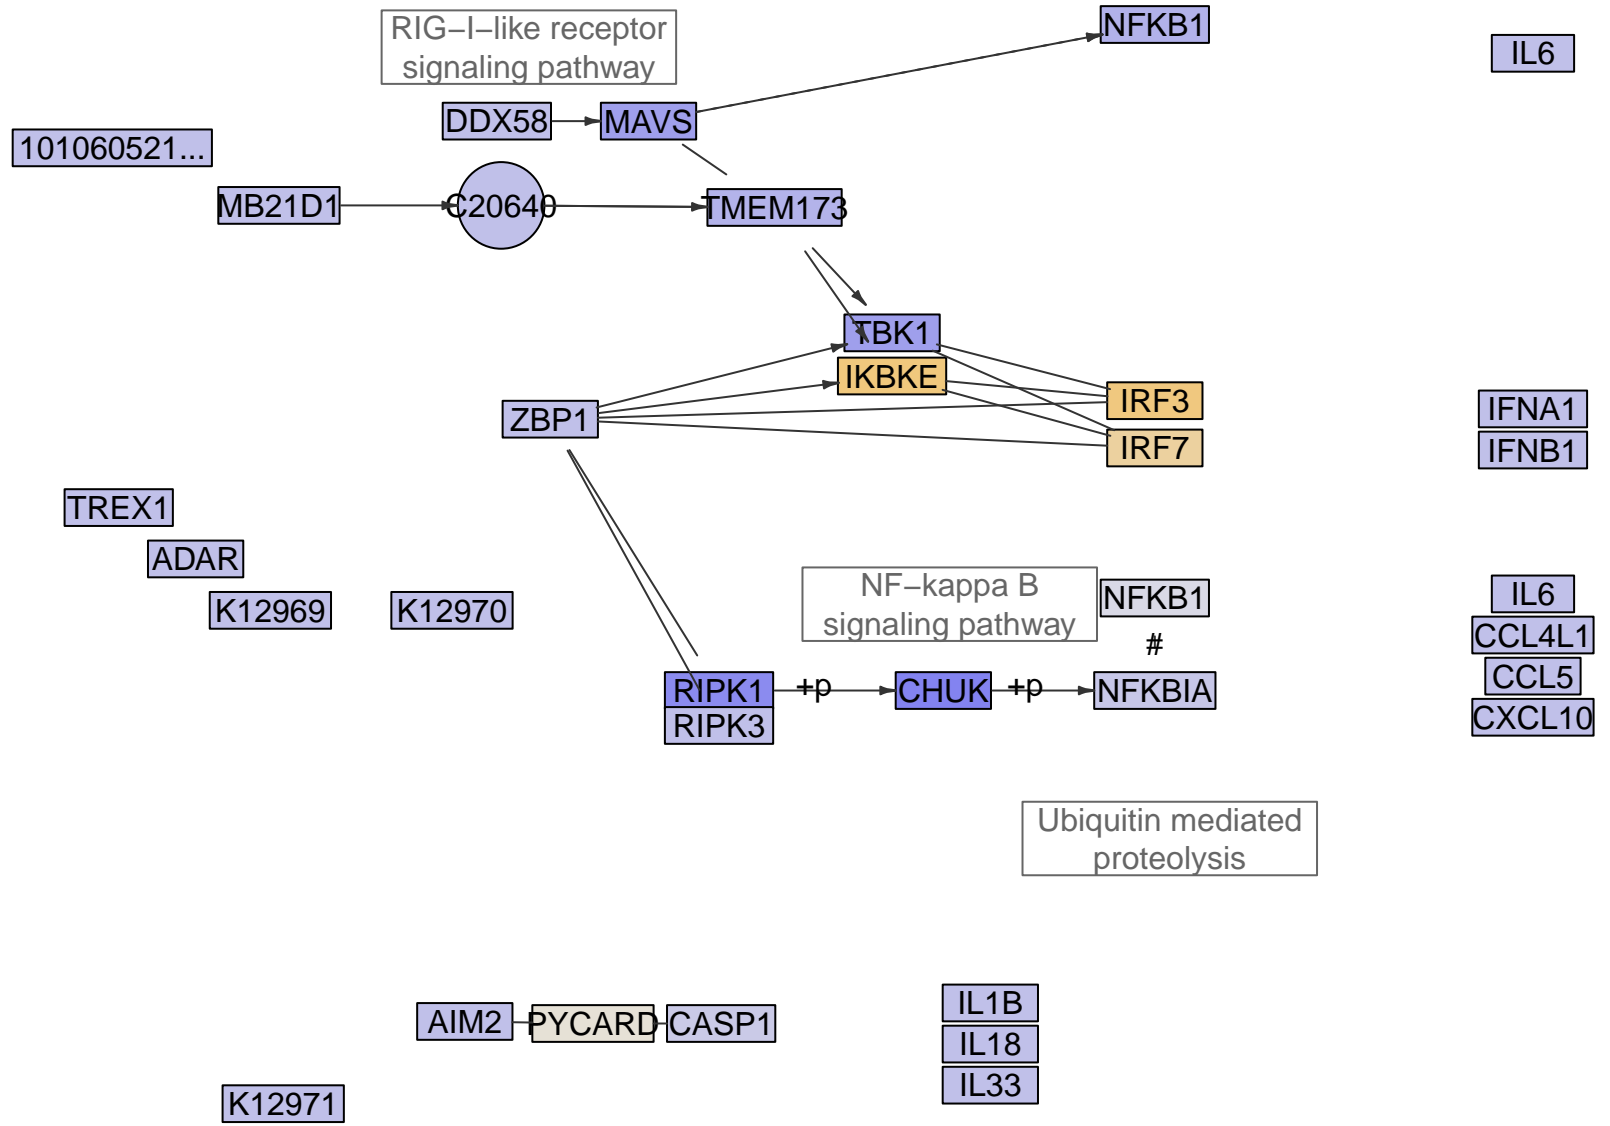 RIG−I−like receptor
signaling pathway
NFKB1
IL6
DDX58
MAVS
101060521...
MB21D1
C20640
TMEM173
TBK1
IKBKE
IRF3
IRF7
ZBP1
IFNA1
IFNB1
TREX1
ADAR
K12969
K12970
NF−kappa B
signaling pathway
NFKB1
#
IL6
CCL4L1
CCL5
CXCL10
RIPK1
+p
CHUK
+p
NFKBIA
RIPK3
Ubiquitin mediated
proteolysis
AIM2
PYCARD
CASP1
IL1B
IL18
IL33
K12971